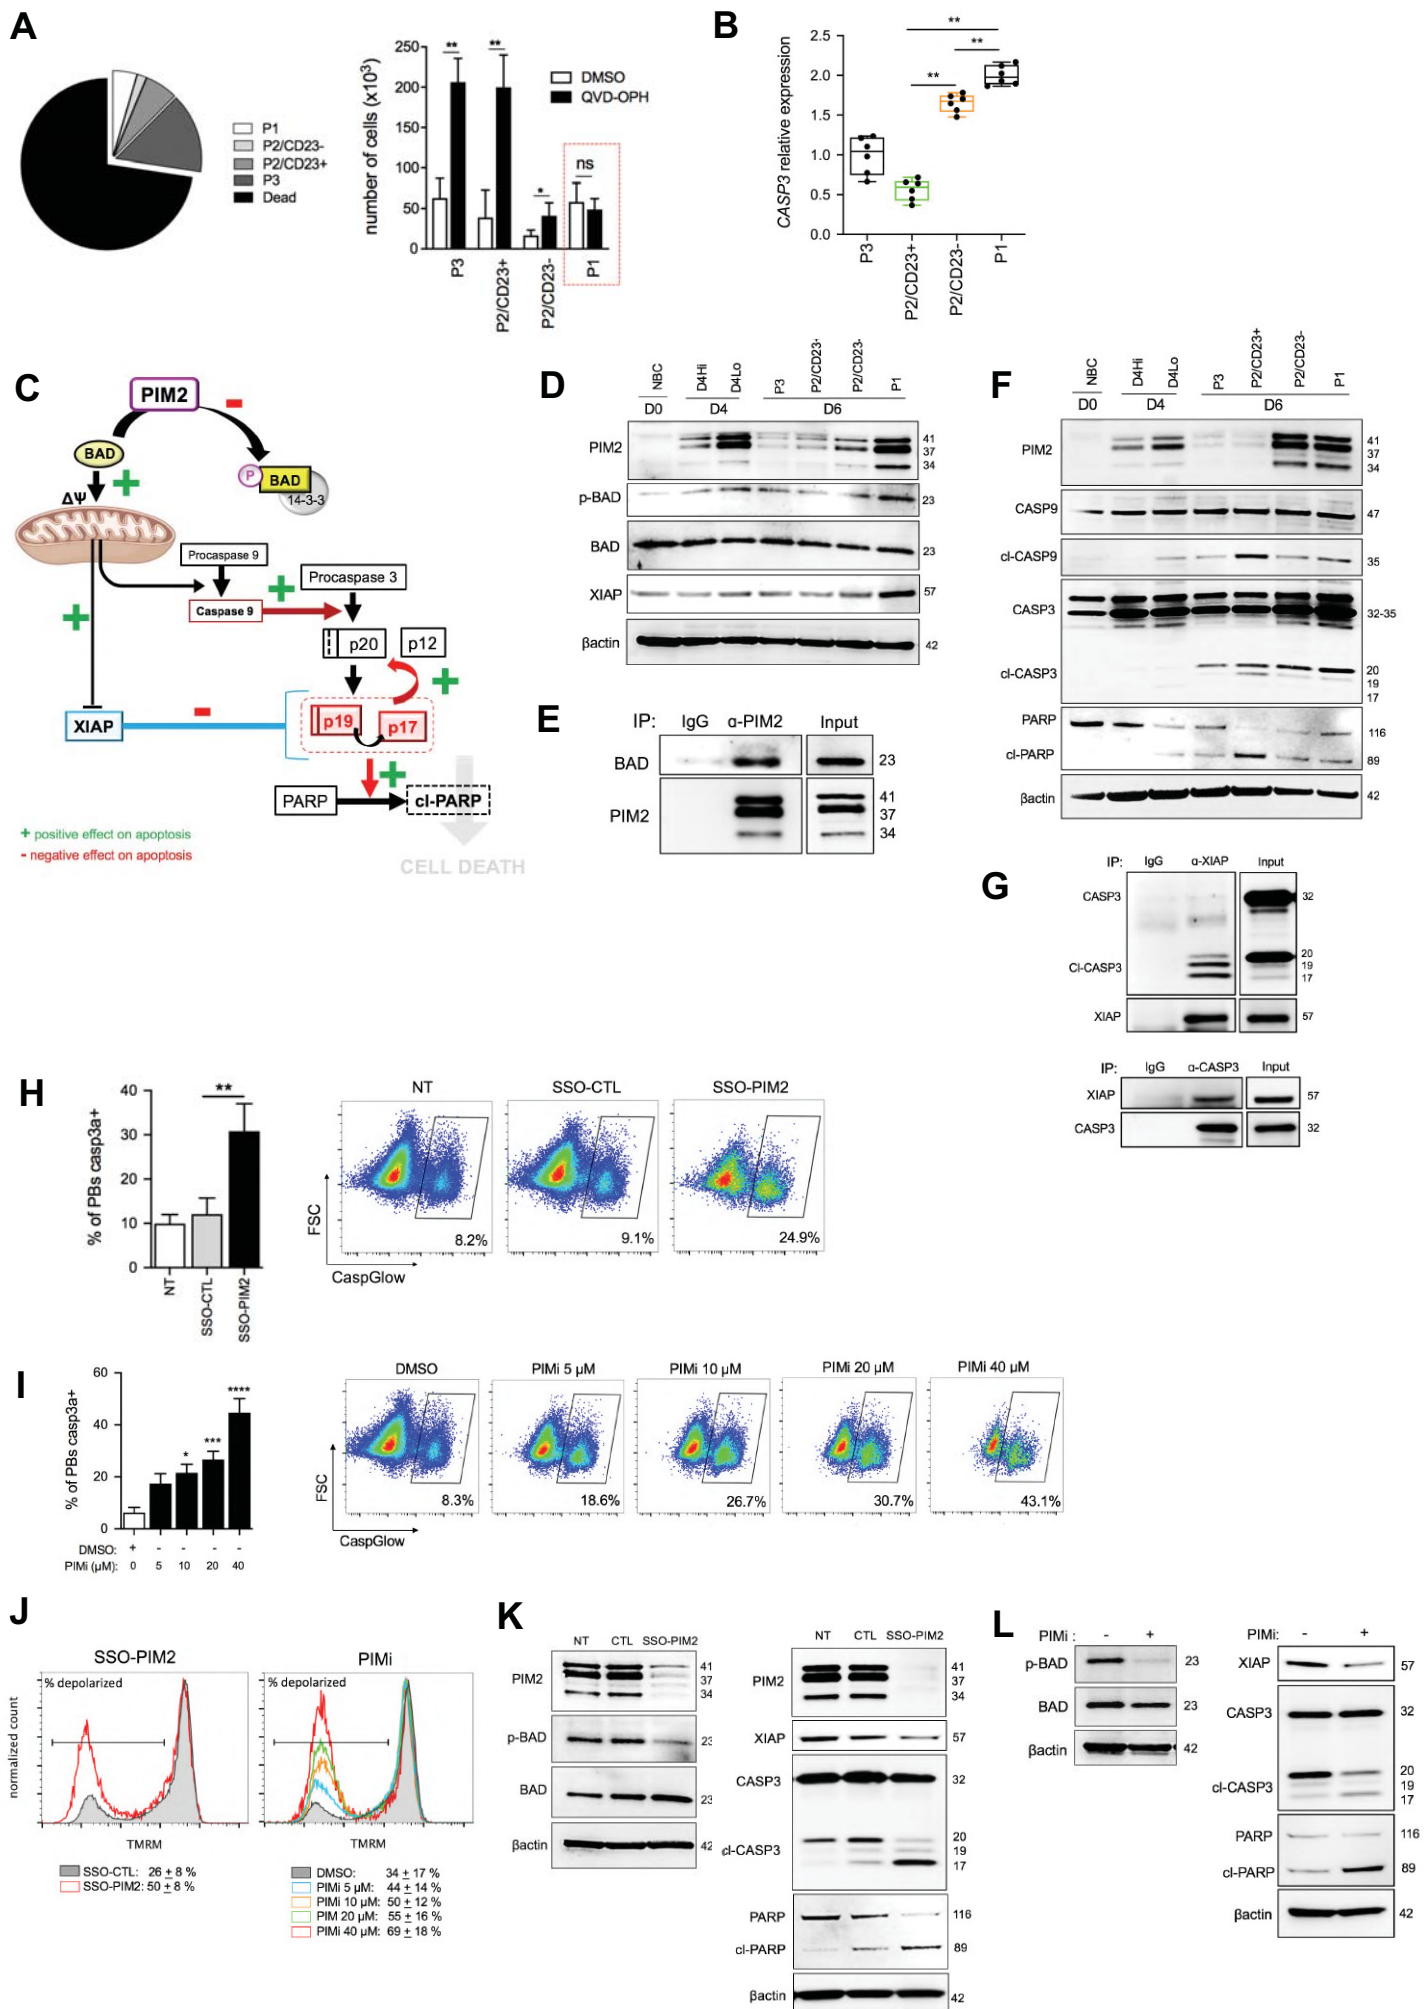 A
P1
P2/CD23-
P2/CD23+
P3
Dead
number of cells (x10³)
250
200
150
100
50
0
**
**
*
ns
DMSO
QVD-OPH
P3
P2/CD23+
P2/CD23-
P1
B
CASP3 relative expression
2.5
2.0
1.5
1.0
0.5
0.0
**
**
**
P3
P2/CD23+
P2/CD23-
P1
C
PIM2
-
BAD
+
P
BAD
14-3-3
ΔΨ
Procaspase 9
+
Procaspase 3
Caspase 9
+
p20
p12
+
XIAP
-
p19
p17
+
PARP
cl-PARP
CELL DEATH
+ positive effect on apoptosis
- negative effect on apoptosis
D
NBC
D4Hi
D4Lo
P3
P2/CD23-
P2/CD23-
P1
D0
D4
D6
PIM2
41
37
34
p-BAD
23
BAD
23
XIAP
57
βactin
42
E
IP: IgG α-PIM2 Input
BAD
23
PIM2
41
37
34
F
NBC
D4Hi
D4Lo
P3
P2/CD23+
P2/CD23-
P1
D0
D4
D6
PIM2
41
37
34
CASP9
47
cl-CASP9
35
CASP3
32-35
cl-CASP3
20
19
17
PARP
116
cl-PARP
89
βactin
42
G
IP: IgG α-XIAP Input
CASP3
32
Cl-CASP3
20
19
17
XIAP
57
IP: IgG α-CASP3 Input
XIAP
57
CASP3
32
H
% of PBs casp3a+
40
30
20
10
0
**
NT
SSO-CTL
SSO-PIM2
NT
SSO-CTL
SSO-PIM2
8.2%
9.1%
24.9%
FSC
CaspGlow
I
% of PBs casp3a+
60
40
20
0
*
***
****
DMSO: + - - - -
PIMi (µM): 0 5 10 20 40
DMSO
PIMi 5 µM
PIMi 10 µM
PIMi 20 µM
PIMi 40 µM
8.3%
18.6%
26.7%
30.7%
43.1%
FSC
CaspGlow
J
SSO-PIM2
PIMi
% depolarized
% depolarized
normalized count
TMRM
TMRM
SSO-CTL: 26 ± 8 %
SSO-PIM2: 50 ± 8 %
DMSO: 34 ± 17 %
PIMi 5 µM: 44 ± 14 %
PIMi 10 µM: 50 ± 12 %
PIM 20 µM: 55 ± 16 %
PIMi 40 µM: 69 ± 18 %
K
NT CTL SSO-PIM2
PIM2
41
37
34
p-BAD
23
BAD
23
βactin
42
NT CTL SSO-PIM2
PIM2
41
37
34
XIAP
57
CASP3
32
cl-CASP3
20
19
17
PARP
116
cl-PARP
89
βactin
42
L
PIMi : - +
p-BAD
23
BAD
23
βactin
42
PIMi: - +
XIAP
57
CASP3
32
cl-CASP3
20
19
17
PARP
116
cl-PARP
89
βactin
42